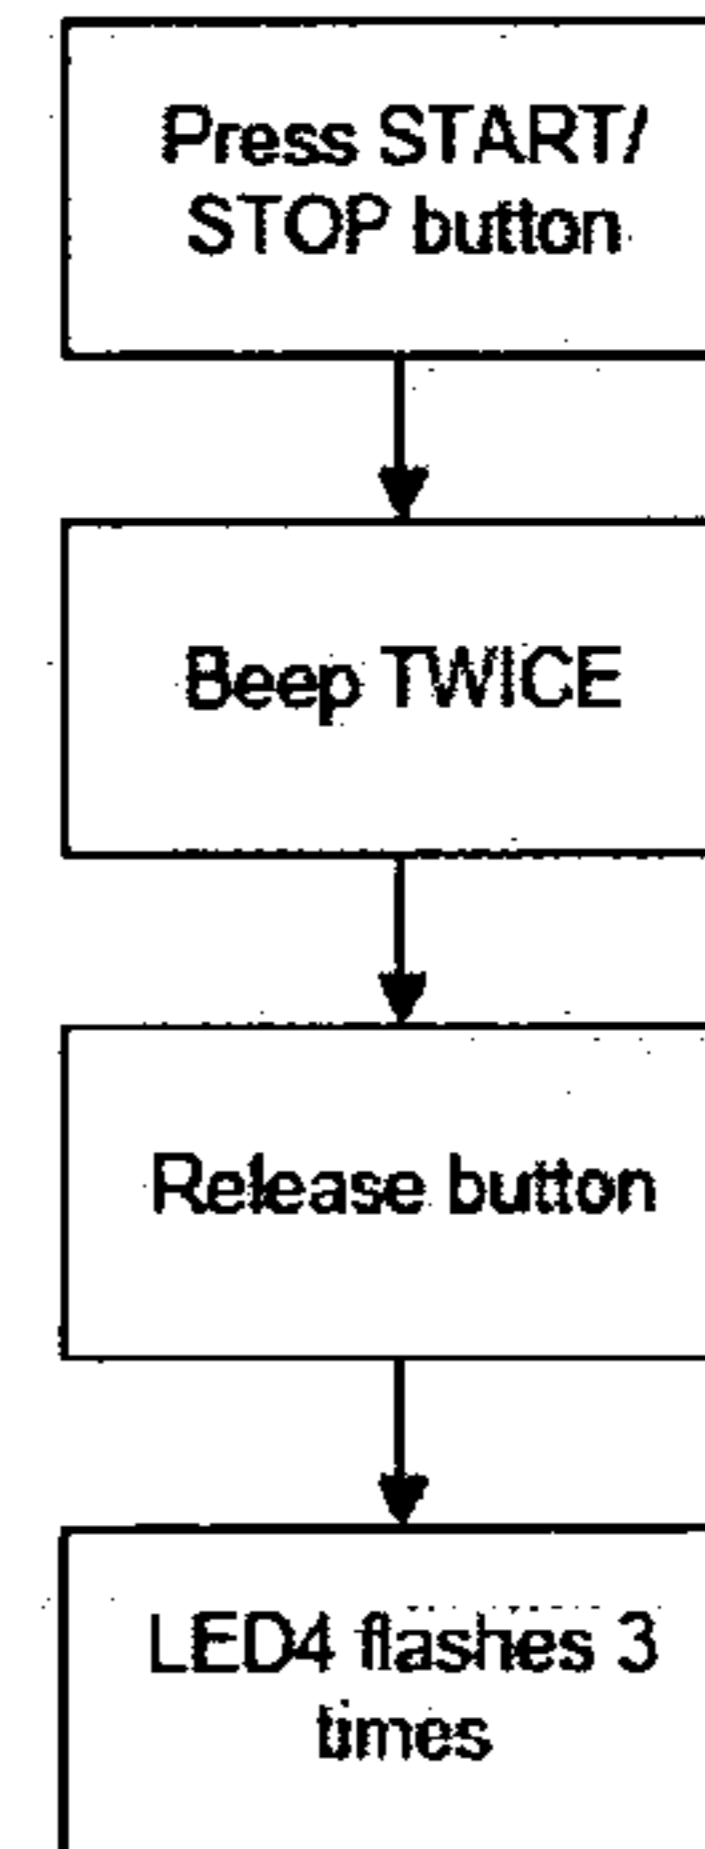 Press START/
STOP button
Beep TWICE
Release button
LED4 flashes 3
times